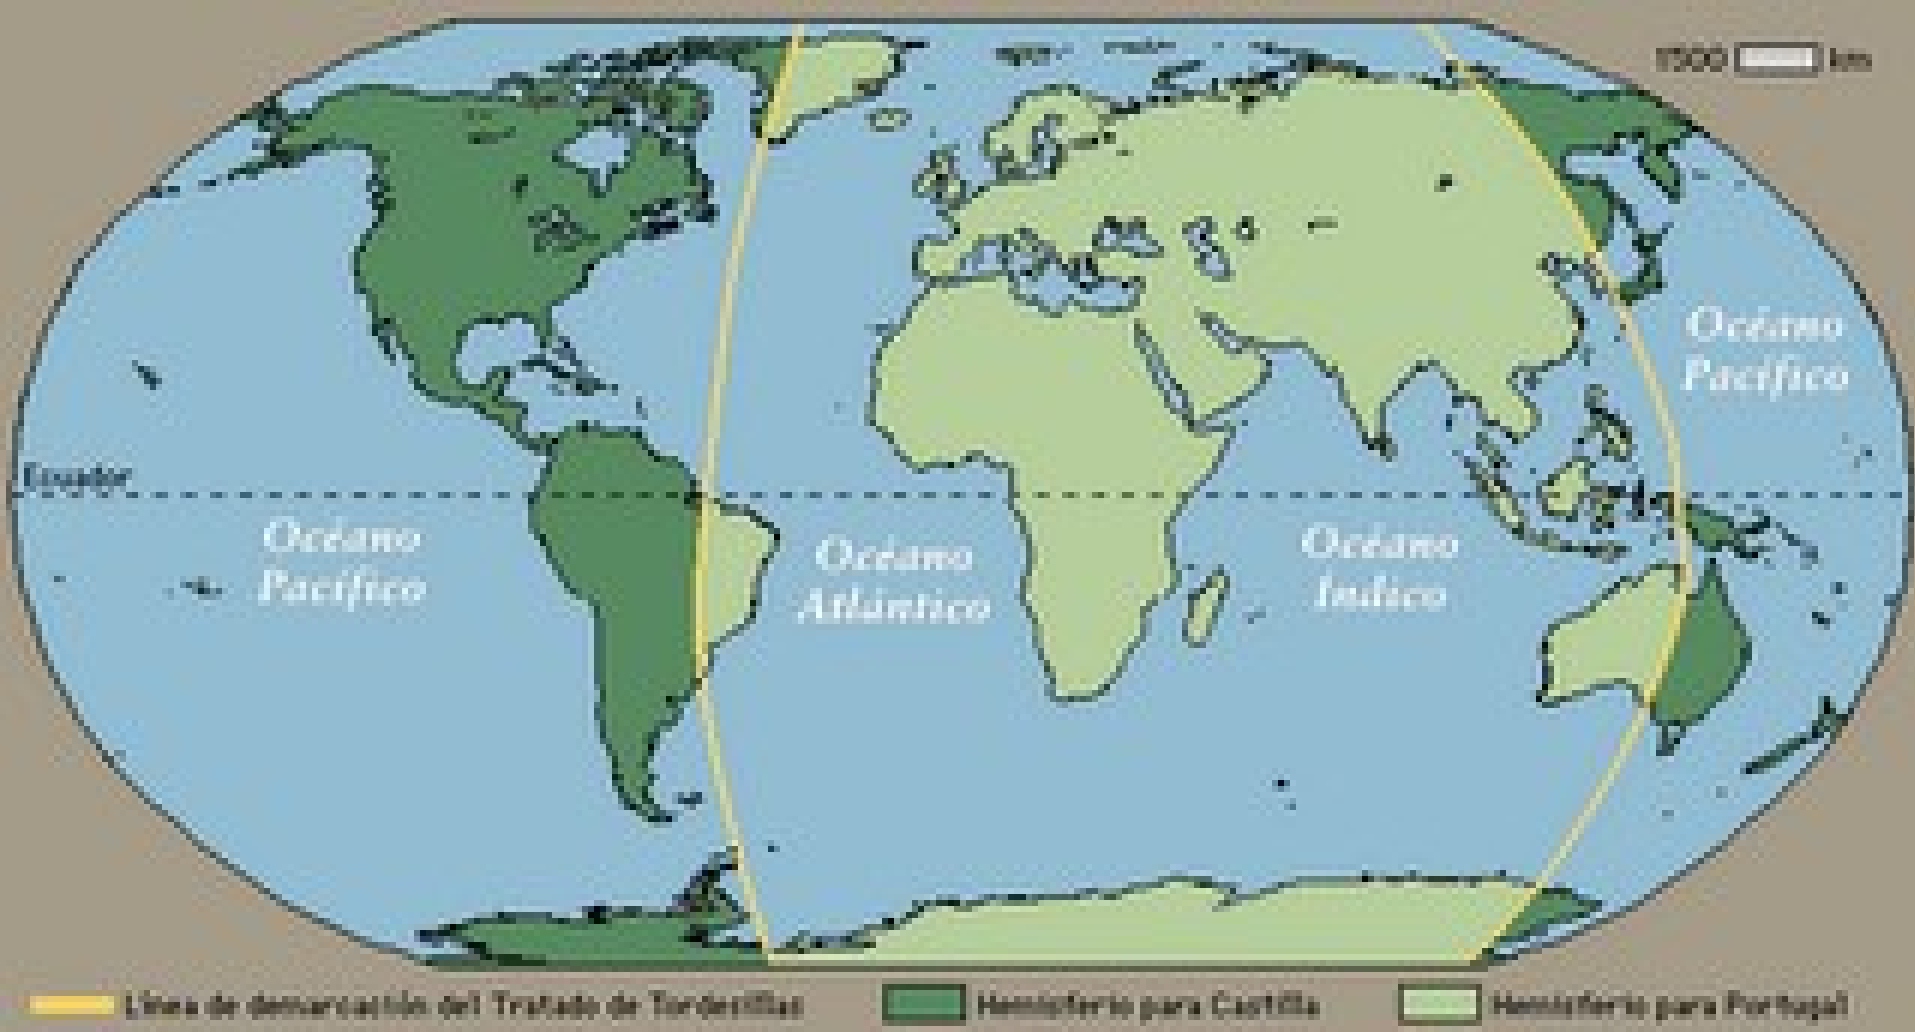 1500 km
Océano
Pacífico
Ecuador
Océano
Pacífico
Océano
Atlántico
Océano
Indico
Línea de demarcación del Tratado de Tordesillas
Hemisferio para Castilla
Hemisferio para Portugal